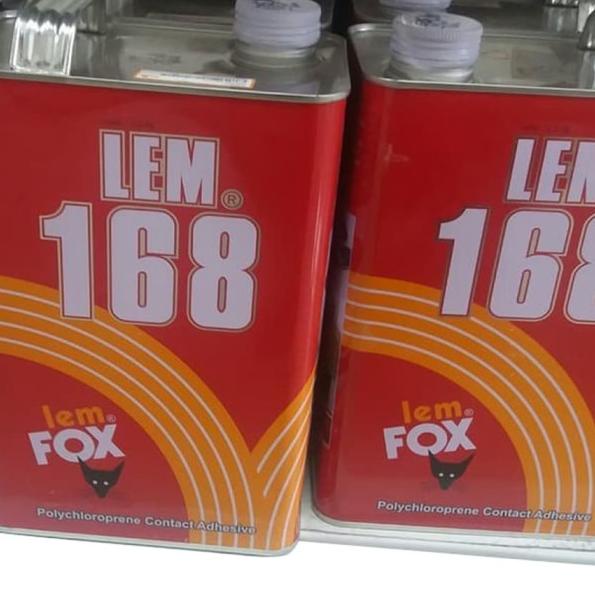 LEM®
168
lem®
FOX
Polychloroprene Contact Adhesive
LEM
168
lem®
FOX
Polychloroprene Contact Adhesive